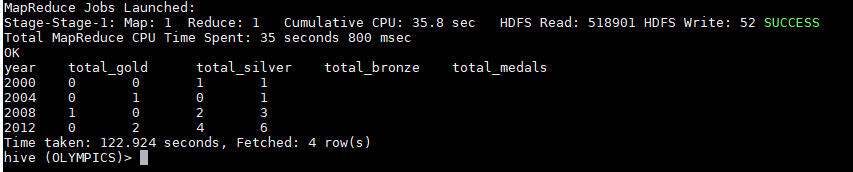 MapReduce Jobs Launched:
Stage-Stage-1: Map: 1  Reduce: 1   Cumulative CPU: 35.8 sec   HDFS Read: 518901 HDFS Write: 52 SUCCESS
Total MapReduce CPU Time Spent: 35 seconds 800 msec
OK
year    total_gold      total_silver    total_bronze    total_medals
2000    0       0       1       1
2004    0       1       0       1
2008    1       0       2       3
2012    0       2       4       6
Time taken: 122.924 seconds, Fetched: 4 row(s)
hive (OLYMPICS)>